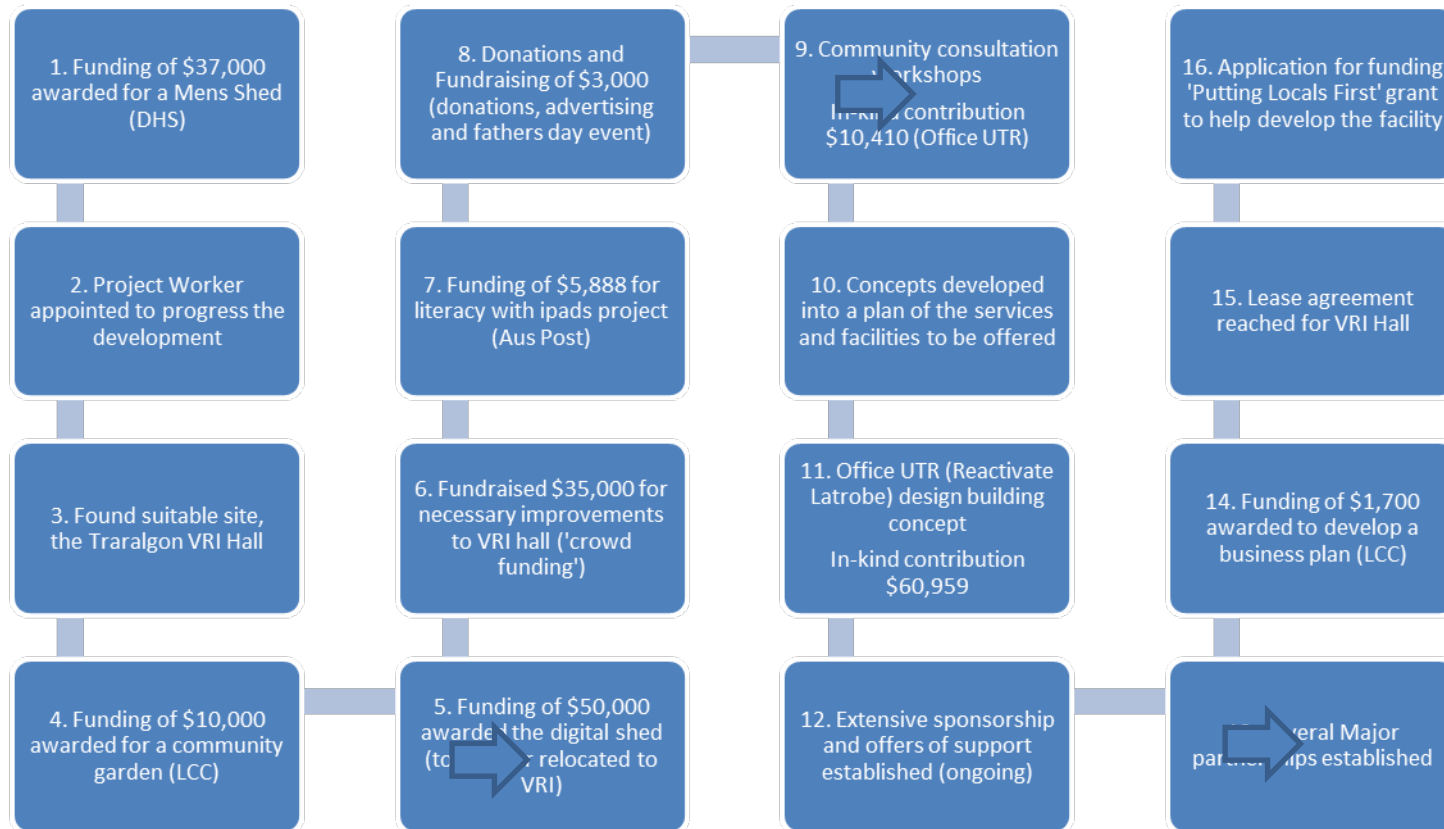 1. Funding of $37,000
awarded for a Mens Shed
(DHS)
2. Project Worker
appointed to progress the
development
3. Found suitable site,
the Traralgon VRI Hall
4. Funding of $10,000
awarded for a community
garden (LCC)
5. Funding of $50,000
awarded the digital shed
(to relocated to
VRI)
6. Fundraised $35,000 for
necessary improvements
to VRI hall ('crowd
funding')
7. Funding of $5,888 for
literacy with ipads project
(Aus Post)
8. Donations and
Fundraising of $3,000
(donations, advertising
and fathers day event)
9. Community consultation
workshops
In-kind contribution
$10,410 (Office UTR)
10. Concepts developed
into a plan of the services
and facilities to be offered
11. Office UTR (Reactivate
Latrobe) design building
concept
In-kind contribution
$60,959
12. Extensive sponsorship
and offers of support
established (ongoing)
Several Major
partnerships established
14. Funding of $1,700
awarded to develop a
business plan (LCC)
15. Lease agreement
reached for VRI Hall
16. Application for funding
'Putting Locals First' grant
to help develop the facility